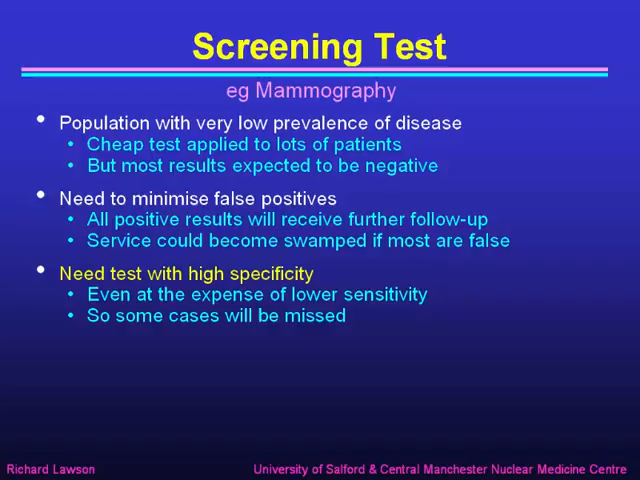 Screening Test
eg Mammography
• Population with very low prevalence of disease
• Cheap test applied to lots of patients
• But most results expected to be negative
• Need to minimise false positives
• All positive results will receive further follow-up
• Service could become swamped if most are false
• Need test with high specificity
• Even at the expense of lower sensitivity
• So some cases will be missed
Richard Lawson
University of Salford & Central Manchester Nuclear Medicine Centre